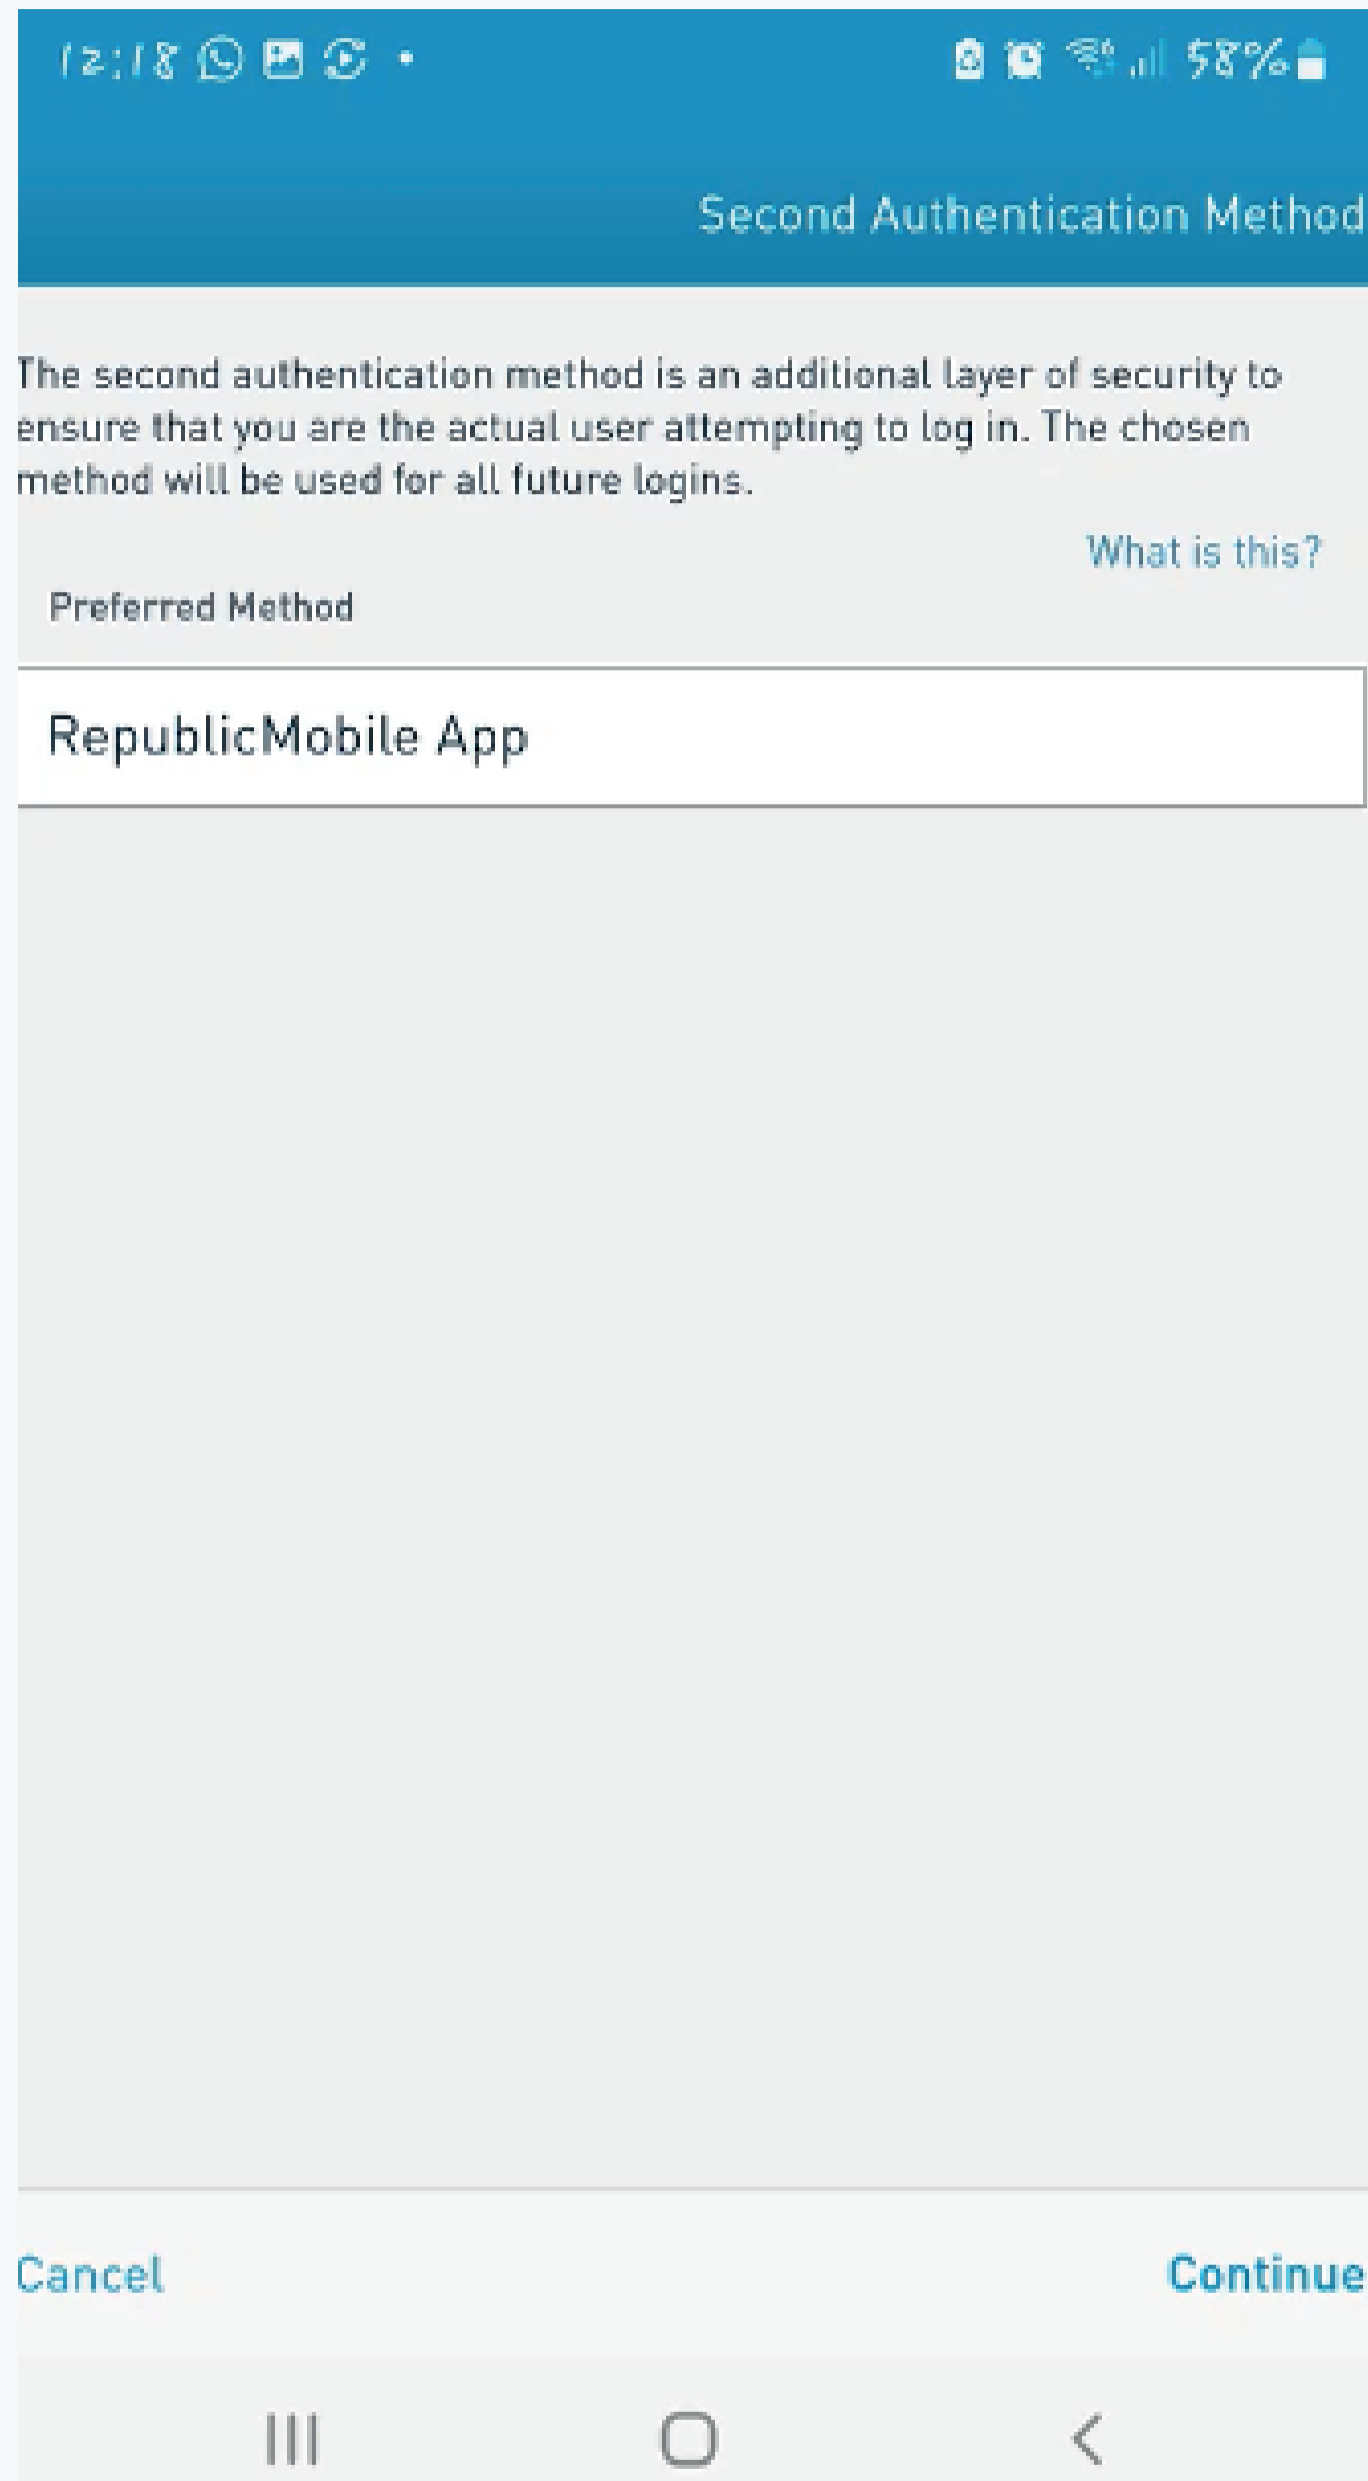 12:18 58%
Second Authentication Method
The second authentication method is an additional layer of security to
ensure that you are the actual user attempting to log in. The chosen
method will be used for all future logins.
What is this?
Preferred Method
RepublicMobile App
Cancel Continue